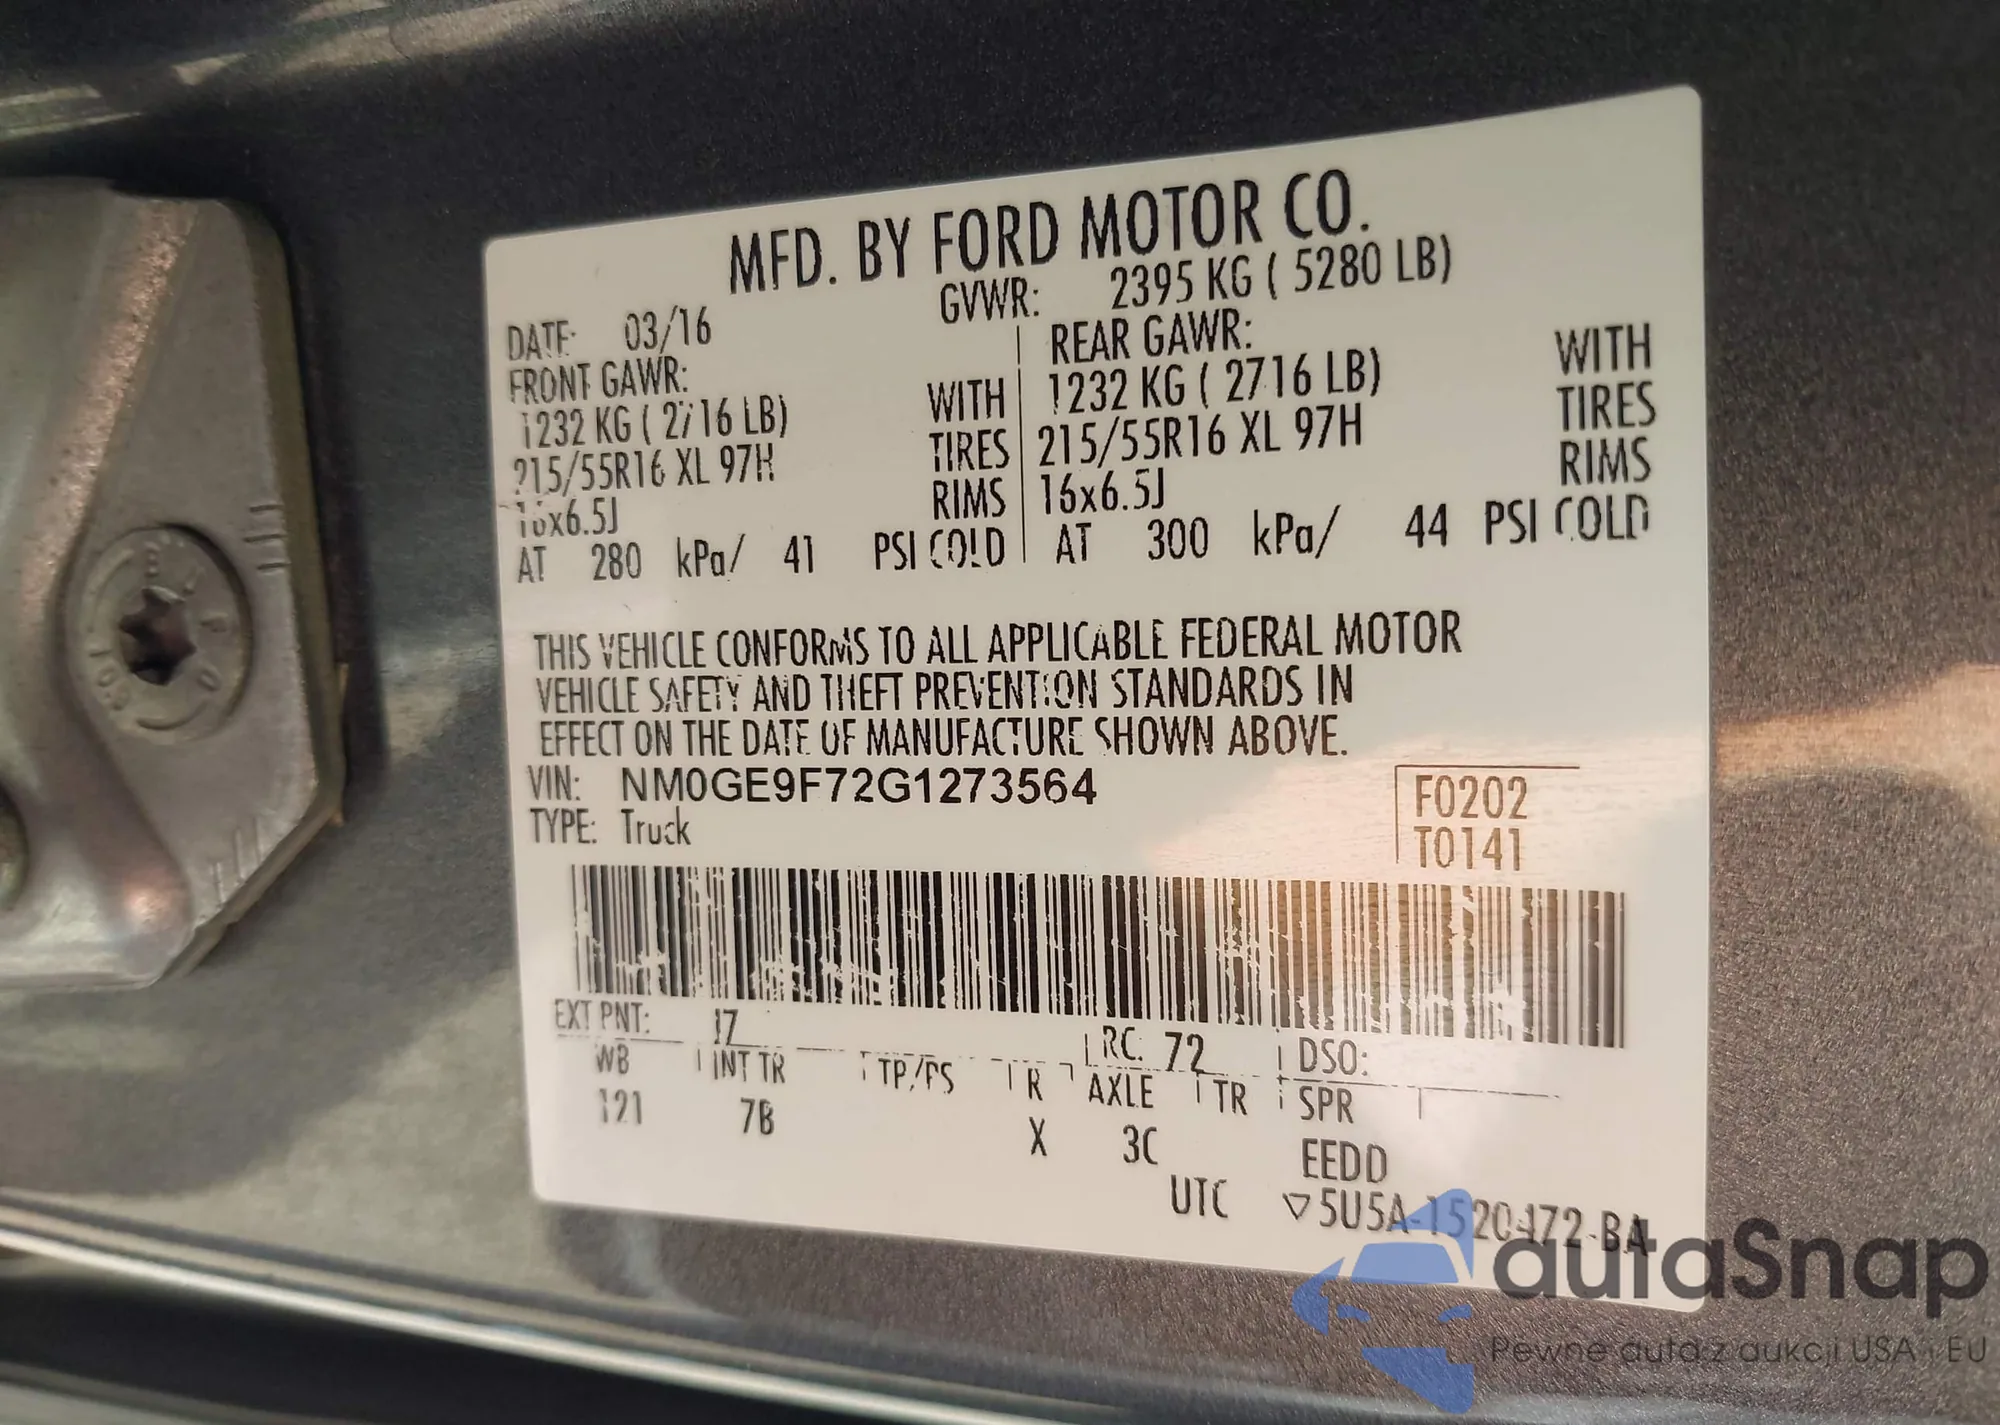 MFD. BY FORD MOTOR CO.
DATE: 03/16 GVWR: 2395 KG ( 5280 LB)
FRONT GAWR: REAR GAWR:
1232 KG ( 2716 LB) WITH 1232 KG ( 2716 LB) WITH
215/55R16 XL 97H TIRES 215/55R16 XL 97H TIRES
16x6.5J RIMS 16x6.5J RIMS
AT 280 kPa/ 41 PSI COLD AT 300 kPa/ 44 PSI COLD
THIS VEHICLE CONFORMS TO ALL APPLICABLE FEDERAL MOTOR
VEHICLE SAFETY AND THEFT PREVENTION STANDARDS IN
EFFECT ON THE DATE OF MANUFACTURE SHOWN ABOVE.
VIN: NM0GE9F72G1273564
TYPE: Truck
F0202
T0141
EXT PNT: J7 RC: 72 DSO:
WB INT TR TP/PS R AXLE TR SPR
121 7B X 3C EEDD
UTC ▽5U5A-1520472-BA
autaSnap
Pewne auta z aukcji USA i EU